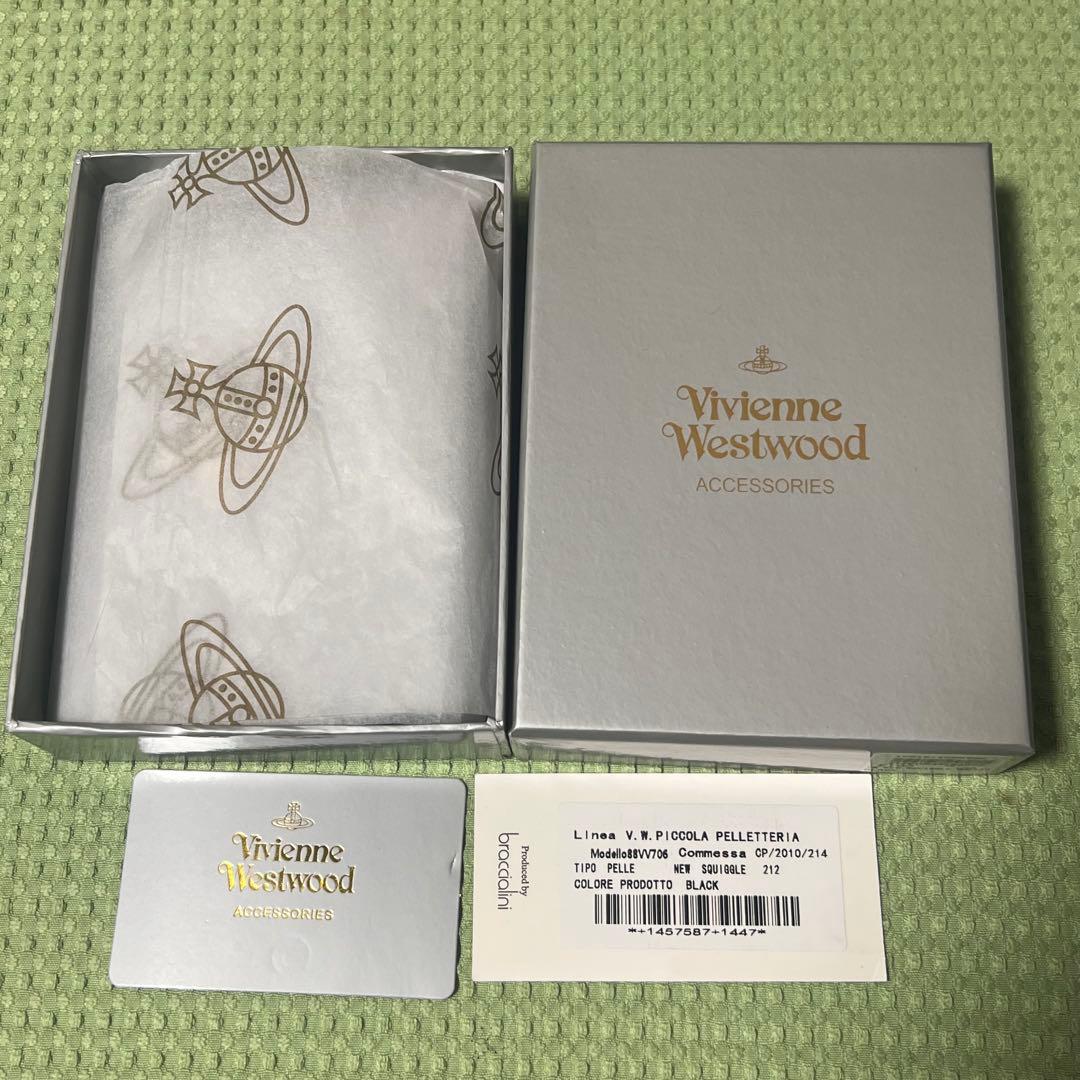 Vivienne
Westwood
ACCESSORIES
Vivienne
Westwood
ACCESSORIES
Produced by
braccialini
Linea V.W.PICCOLA PELLETTERIA
Modello88VV706 Commessa CP/2010/214
TIPO PELLE NEW SQUIGGLE 212
COLORE PRODOTTO BLACK
*+1457587+1447*